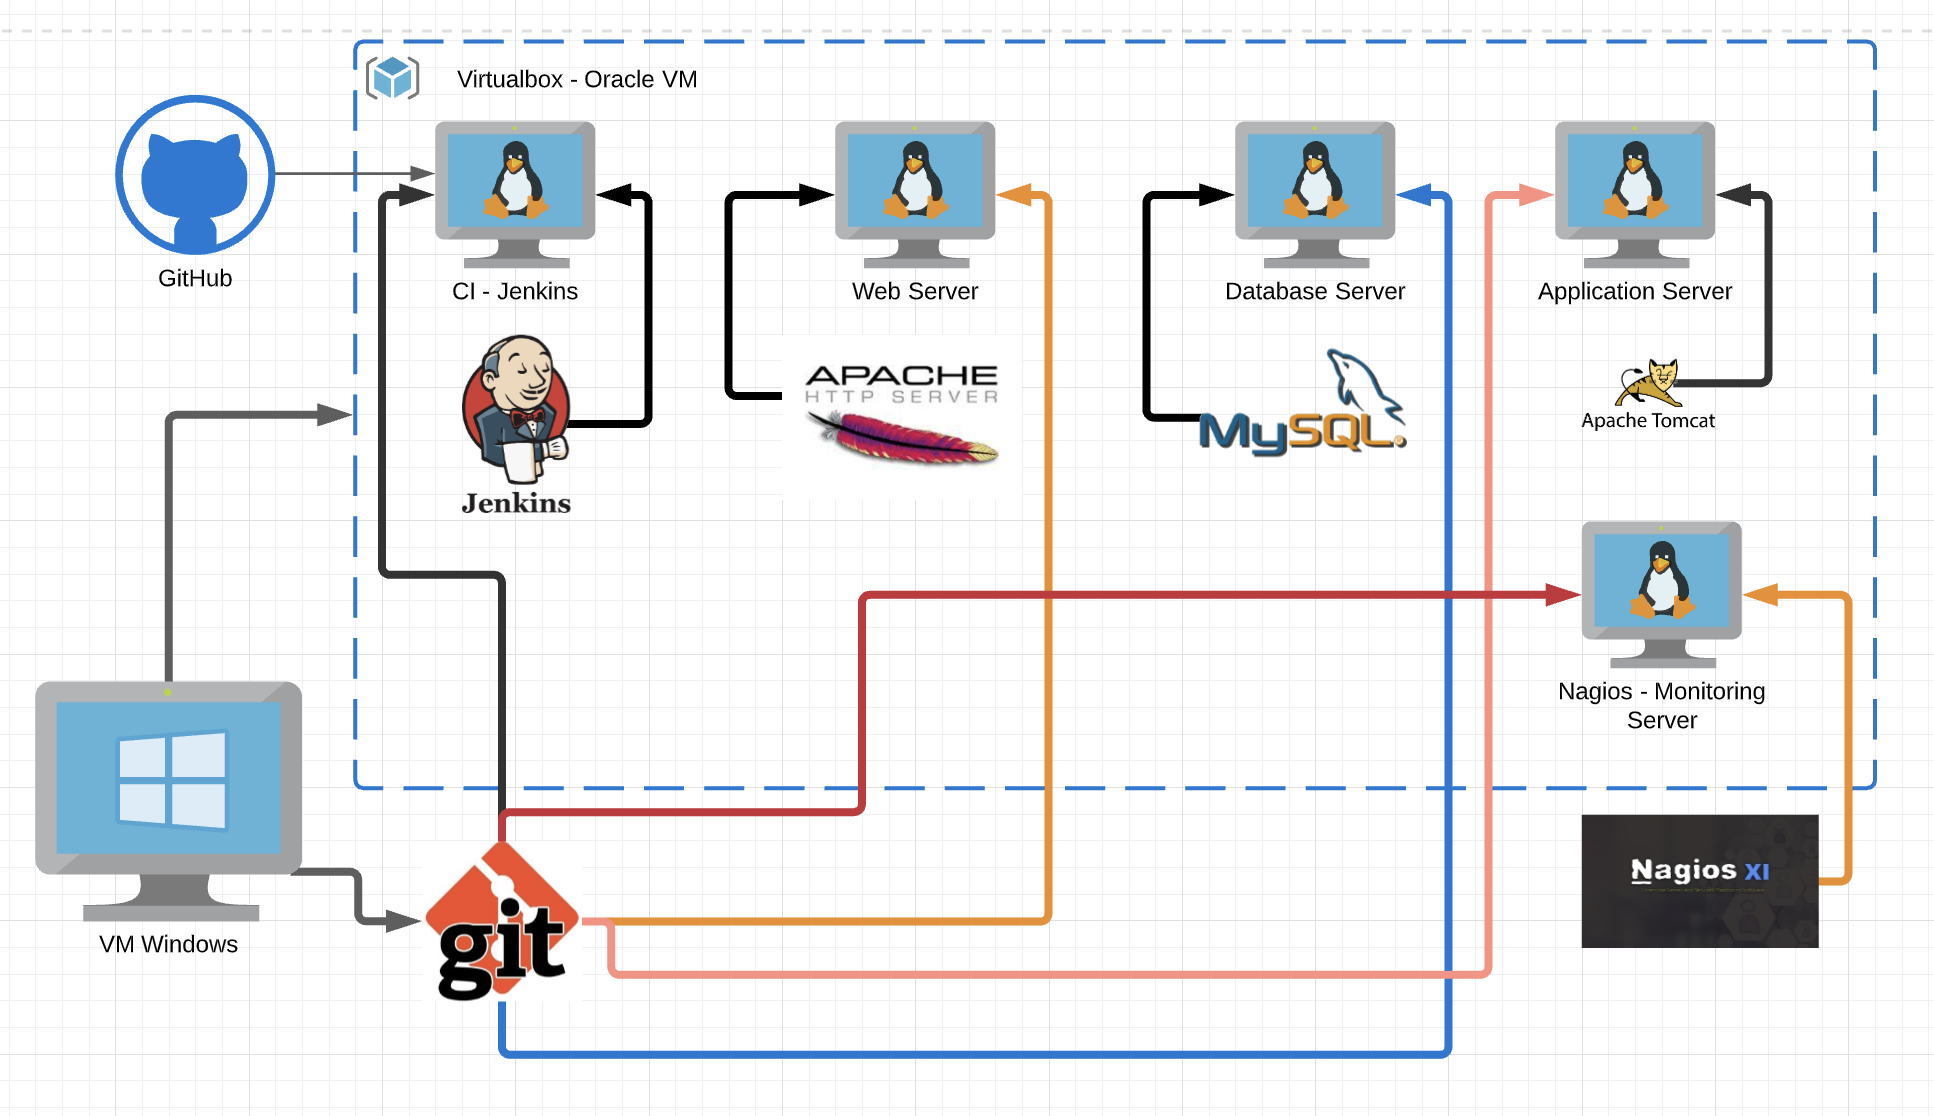 Virtualbox - Oracle VM
GitHub
CI - Jenkins
Web Server
Database Server
Application Server
Jenkins
APACHE
HTTP SERVER
MySQL.
Apache Tomcat
Nagios - Monitoring
Server
VM Windows
git
Nagios XI